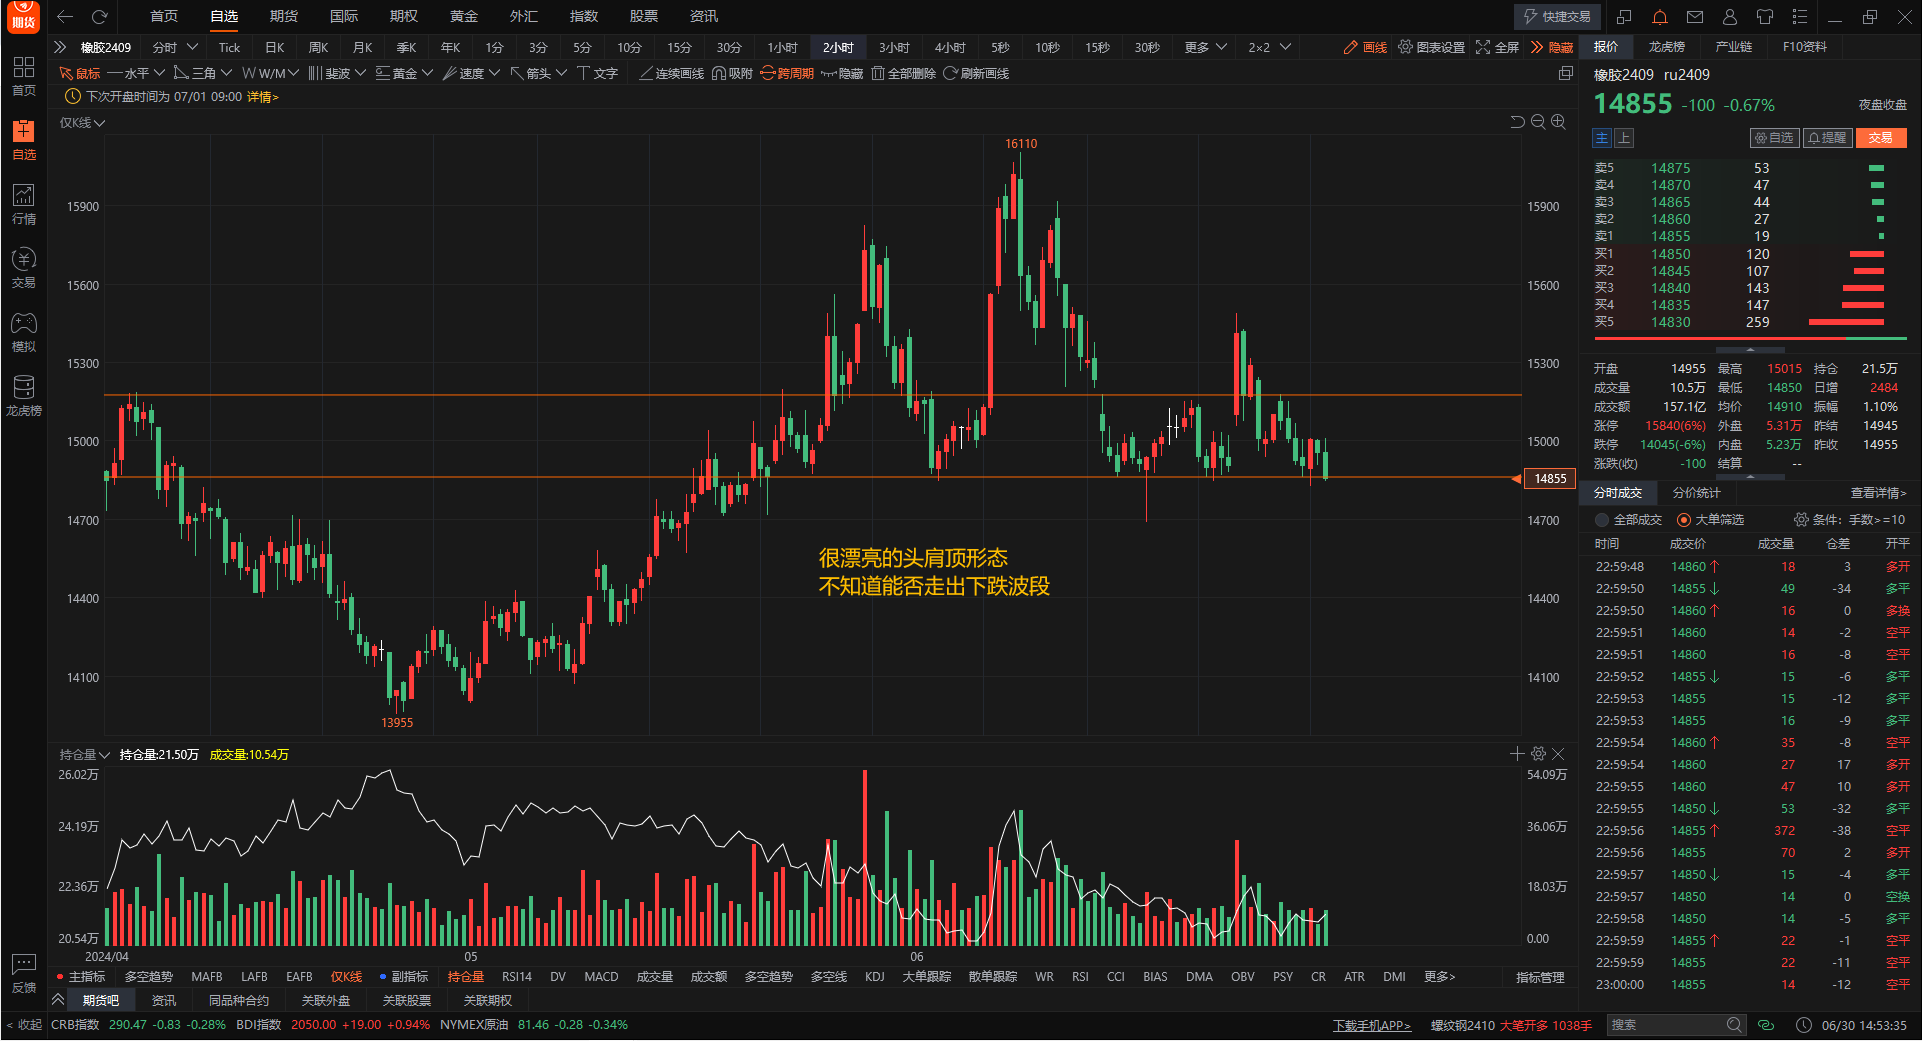 期货
首页 自选 期货 国际 期权 黄金 外汇 指数 股票 资讯
快捷交易
橡胶2409 分时 Tick 日K 周K 月K 季K 年K 1分 3分 5分 10分 15分 30分 1小时 2小时 3小时 4小时 5秒 10秒 15秒 30秒 更多 2×2 画线 图表设置 全屏 隐藏
鼠标 水平 三角 W/M 斐波 黄金 速度 箭头 文字 连续画线 吸附 跨周期 隐藏 全部删除 刷新画线
下次开盘时间为 07/01 09:00 详情>
仅K线
首页
自选
行情
交易
模拟
龙虎榜
反馈
< 收起
16110
15900 15900
15600 15600
15300 15300
15000 15000
14855
14700 14700
14400 14400
14100 14100
13955
很漂亮的头肩顶形态
不知道能否走出下跌波段
持仓量 持仓量:21.50万 成交量:10.54万
26.02万 54.09万
24.19万 36.06万
22.36万 18.03万
20.54万 0.00
2024/04 05 06
主指标 多空趋势 MAFB LAFB EAFB 仅K线 副指标 持仓量 RSI14 DV MACD 成交量 成交额 多空趋势 多空线 KDJ 大单跟踪 散单跟踪 WR RSI CCI BIAS DMA OBV PSY CR ATR DMI 更多> 指标管理
期货吧 资讯 同品种合约 关联外盘 关联股票 关联期权
报价 龙虎榜 产业链 F10资料
橡胶2409 ru2409
14855 -100 -0.67% 夜盘收盘
主 上 自选 提醒 交易
卖5 14875 53
卖4 14870 47
卖3 14865 44
卖2 14860 27
卖1 14855 19
买1 14850 120
买2 14845 107
买3 14840 143
买4 14835 147
买5 14830 259
开盘 14955 最高 15015 持仓 21.5万
成交量 10.5万 最低 14850 日增 2484
成交额 157.1亿 均价 14910 振幅 1.10%
涨停 15840(6%) 外盘 5.31万 昨结 14945
跌停 14045(-6%) 内盘 5.23万 昨收 14955
涨跌(收) -100 结算 --
分时成交 分价统计 查看详情>
全部成交 大单筛选 条件: 手数>=10
时间 成交价 成交量 仓差 开平
22:59:48 14860↑ 18 3 多开
22:59:50 14855↓ 49 -34 多平
22:59:50 14860↑ 16 0 多换
22:59:51 14860 14 -2 空平
22:59:51 14860 16 -8 空平
22:59:52 14855↓ 15 -6 多平
22:59:53 14855 15 -12 多平
22:59:53 14855 16 -9 多平
22:59:54 14860↑ 35 -8 空平
22:59:54 14860 27 17 多开
22:59:55 14860 47 10 多开
22:59:55 14850↓ 53 -32 多平
22:59:56 14855↑ 372 -38 空平
22:59:56 14855 70 2 多开
22:59:57 14850↓ 15 -4 多平
22:59:57 14850 14 0 空换
22:59:58 14850 14 -5 多平
22:59:59 14855↑ 22 -1 空平
22:59:59 14855 22 -11 空平
23:00:00 14855 14 -12 空平
CRB指数 290.47 -0.83 -0.28% BDI指数 2050.00 +19.00 +0.94% NYMEX原油 81.46 -0.28 -0.34% 下载手机APP> 螺纹钢2410 大笔开多 1038手 搜索 06/30 14:53:35